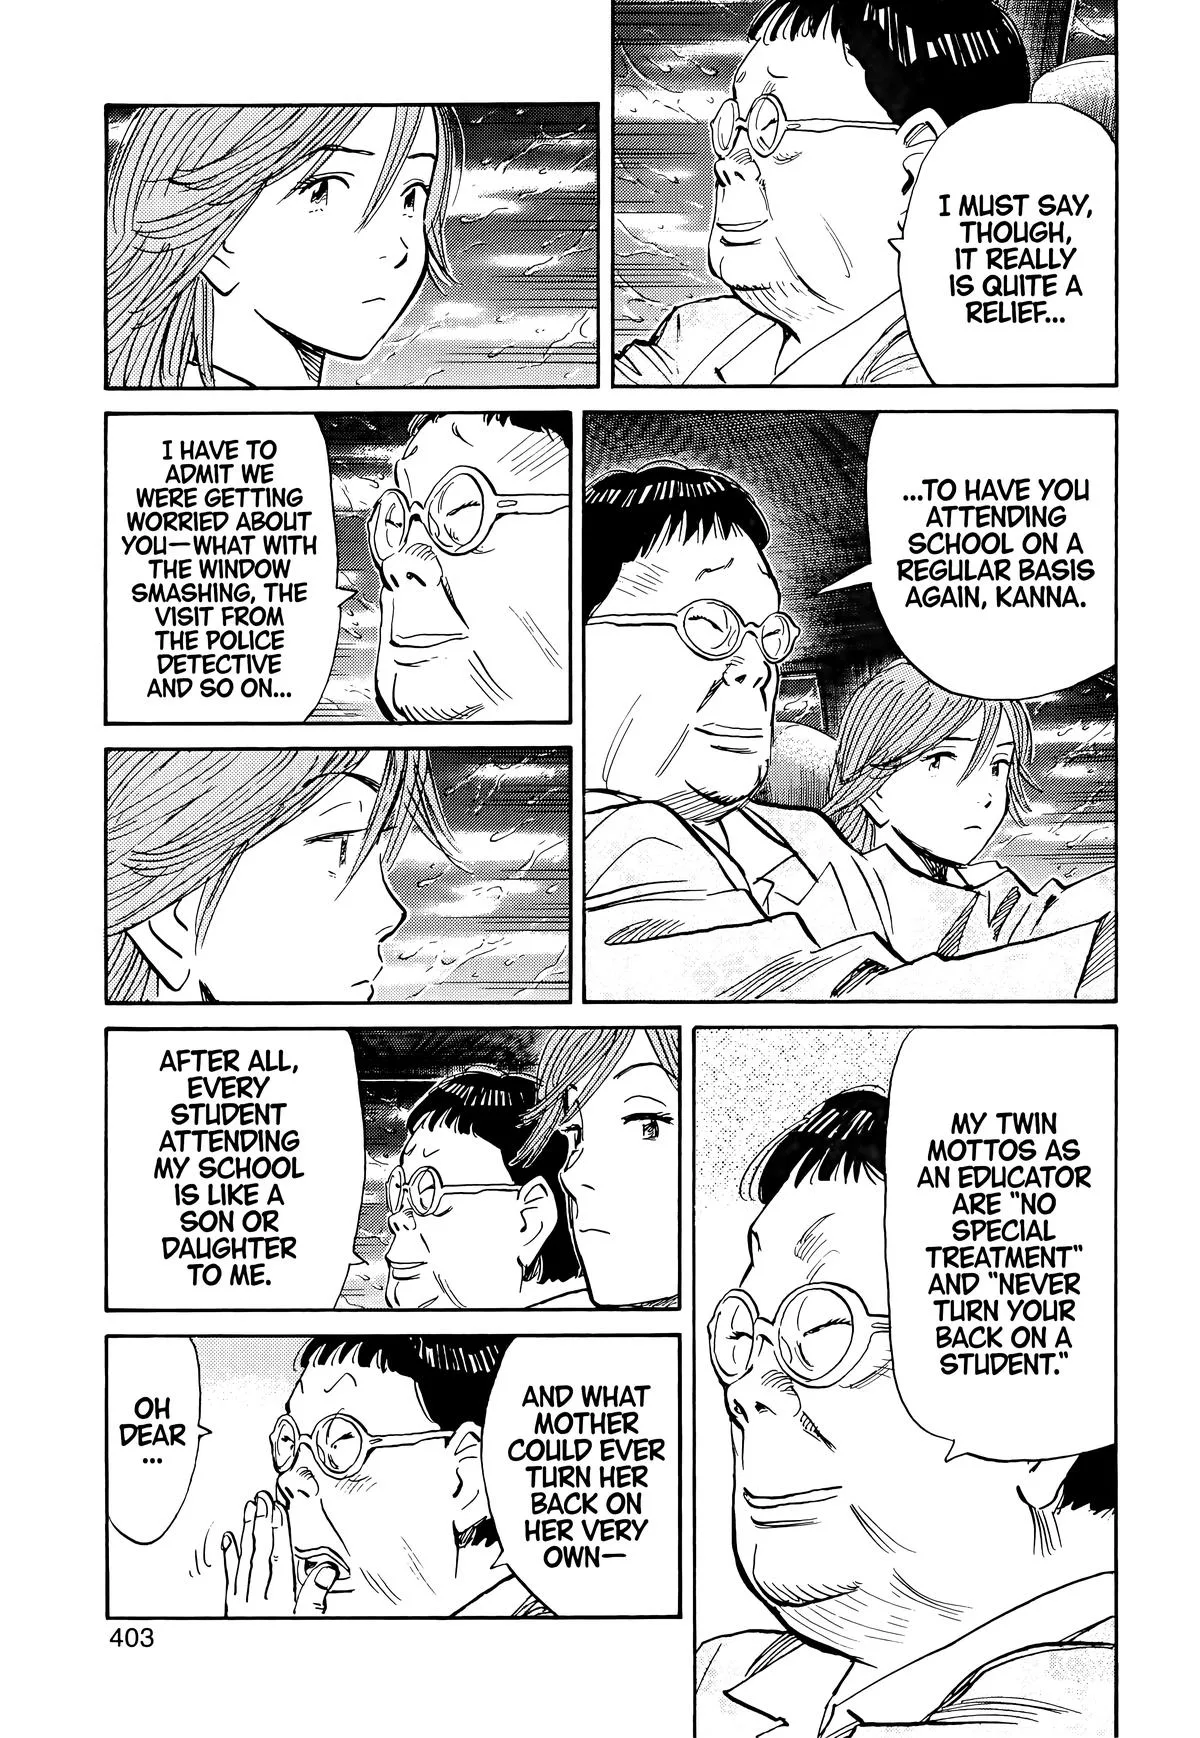 I MUST SAY,
THOUGH,
IT REALLY
IS QUITE A
RELIEF...
...TO HAVE YOU
ATTENDING
SCHOOL ON A
REGULAR BASIS
AGAIN, KANNA.
I HAVE TO
ADMIT WE
WERE GETTING
WORRIED ABOUT
YOU—WHAT WITH
THE WINDOW
SMASHING, THE
VISIT FROM
THE POLICE
DETECTIVE
AND SO ON...
MY TWIN
MOTTOS AS
AN EDUCATOR
ARE "NO
SPECIAL
TREATMENT"
AND "NEVER
TURN YOUR
BACK ON A
STUDENT."
AFTER ALL,
EVERY
STUDENT
ATTENDING
MY SCHOOL
IS LIKE A
SON OR
DAUGHTER
TO ME.
AND WHAT
MOTHER
COULD EVER
TURN HER
BACK ON
HER VERY
OWN—
OH
DEAR
...
403